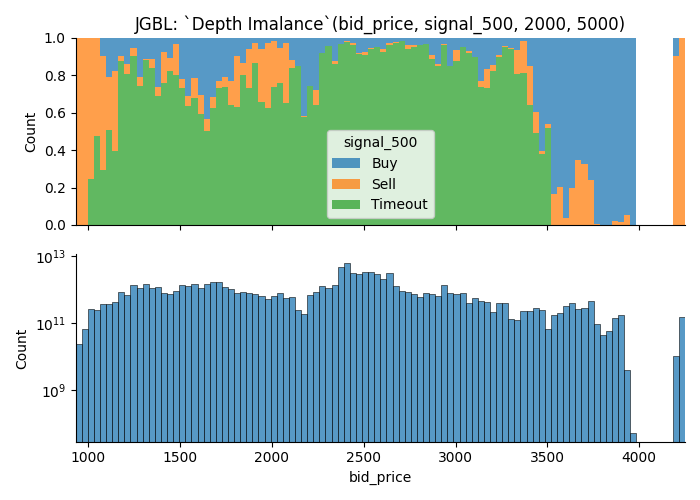 JGBL: `Depth Imalance`(bid_price, signal_500, 2000, 5000)
1.0
0.8
0.6
0.4
0.2
0.0
Count
signal_500
Buy
Sell
Timeout
10¹³
10¹¹
10⁹
Count
1000 1500 2000 2500 3000 3500 4000
bid_price